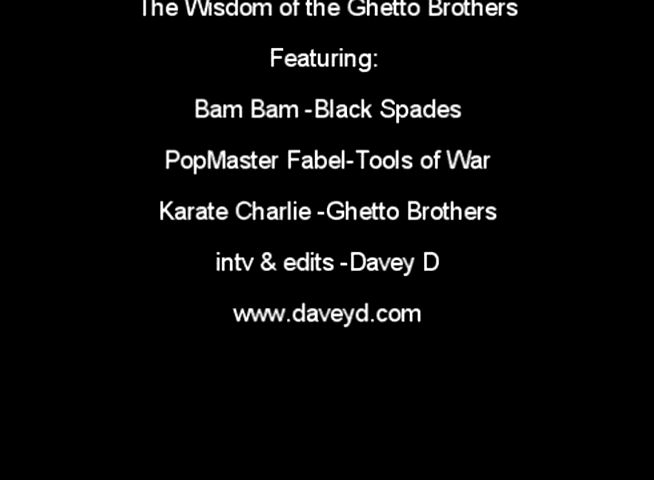 The Wisdom of the Ghetto Brothers
Featuring:
Bam Bam -Black Spades
PopMaster Fabel-Tools of War
Karate Charlie -Ghetto Brothers
intv & edits -Davey D
www.daveyd.com